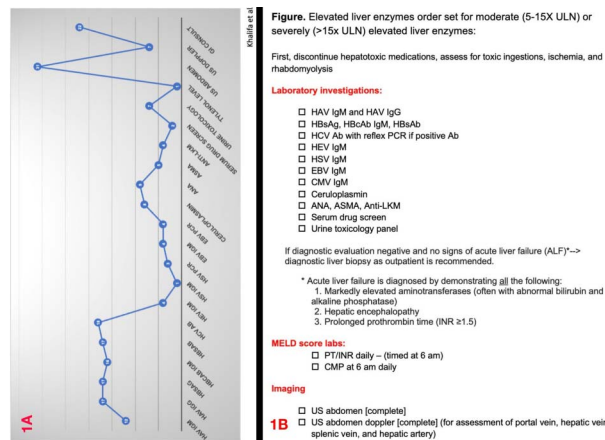 Khalifa et al
GI CONSULT
US DOPPLER
US ABDOMEN
TYLENOL LEVEL
URINE TOXICOLOGY
SERUM DRUG SCREEN
ANTI-LKM
ASMA
ANA
CERULOPLASMIN
EBV PCR
EBV IGM
HSV PCR
HSV IGM
HEV IGM
HCV AB
HBSAB
HBCAB IGM
HBSAG
HAV IGG
HAV IGM
1A
Figure. Elevated liver enzymes order set for moderate (5-15X ULN) or
severely (>15x ULN) elevated liver enzymes:
First, discontinue hepatotoxic medications, assess for toxic ingestions, ischemia, and
rhabdomyolysis
Laboratory investigations:
☐ HAV IgM and HAV IgG
☐ HBsAg, HBcAb IgM, HBsAb
☐ HCV Ab with reflex PCR if positive Ab
☐ HEV IgM
☐ HSV IgM
☐ EBV IgM
☐ CMV IgM
☐ Ceruloplasmin
☐ ANA, ASMA, Anti-LKM
☐ Serum drug screen
☐ Urine toxicology panel
If diagnostic evaluation negative and no signs of acute liver failure (ALF)*-->
diagnostic liver biopsy as outpatient is recommended.
* Acute liver failure is diagnosed by demonstrating all the following:
1. Markedly elevated aminotransferases (often with abnormal bilirubin and
alkaline phosphatase)
2. Hepatic encephalopathy
3. Prolonged prothrombin time (INR ≥1.5)
MELD score labs:
☐ PT/INR daily – (timed at 6 am)
☐ CMP at 6 am daily
Imaging
☐ US abdomen [complete]
1B ☐ US abdomen doppler [complete] (for assessment of portal vein, hepatic vein
splenic vein, and hepatic artery)